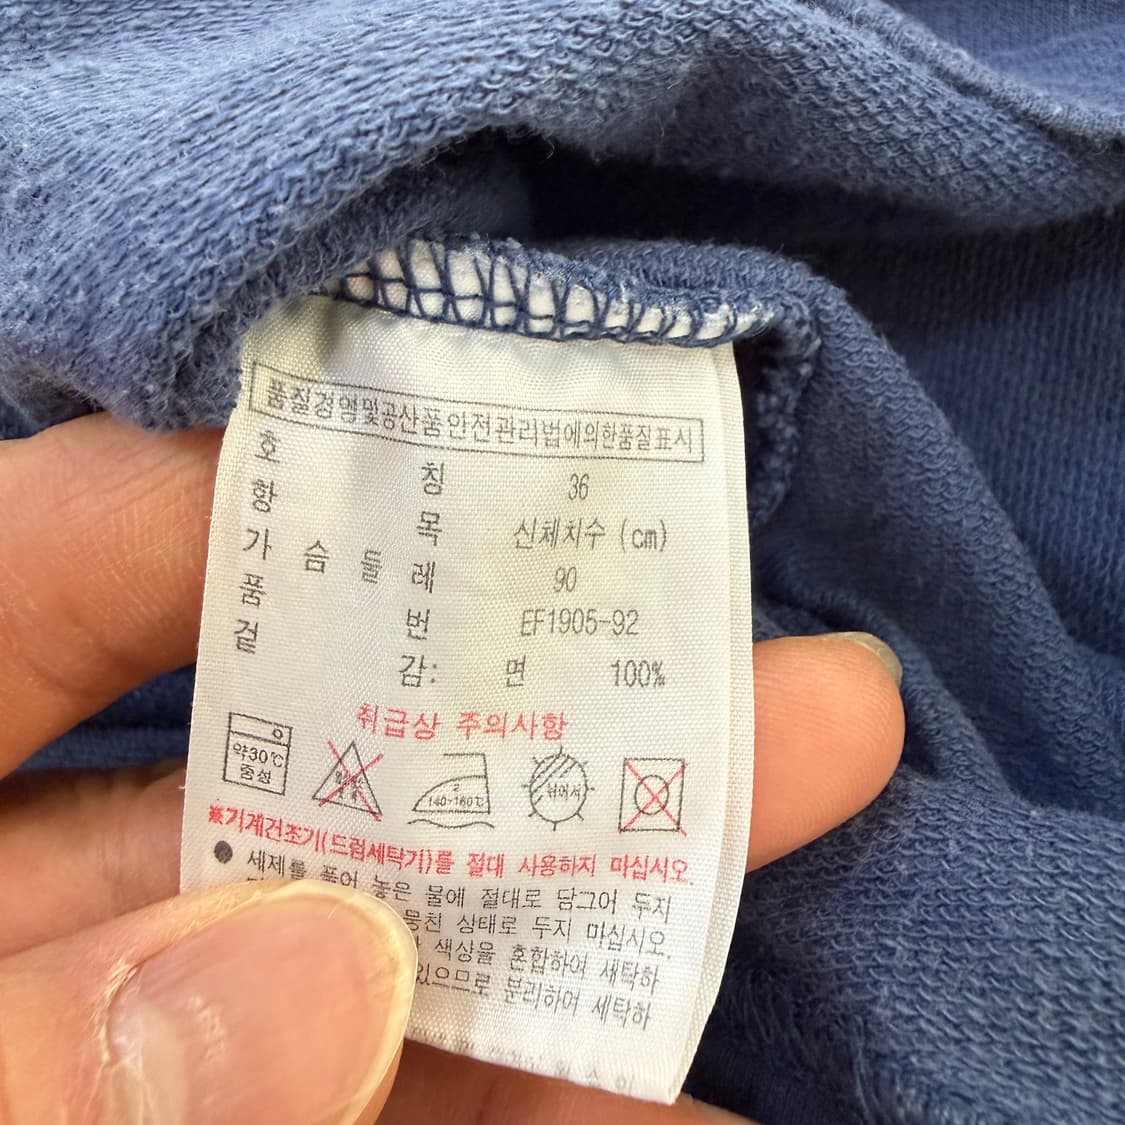 품질경영및공산품안전관리법에의한품질표시
호 칭 36
항 목 신체치수 (cm)
가 슴 둘 레 90
품 번 EF1905-92
겉 감: 면 100%
취급상 주의사항
약30℃
중성
2
140~160℃
뉘어서
※기계건조기(드럼세탁기)를 절대 사용하지 마십시오.
● 세제를 풀어 놓은 물에 절대로 담그어 두지
뭉친 상태로 두지 마십시오.
색상을 혼합하여 세탁하
있으므로 분리하여 세탁하